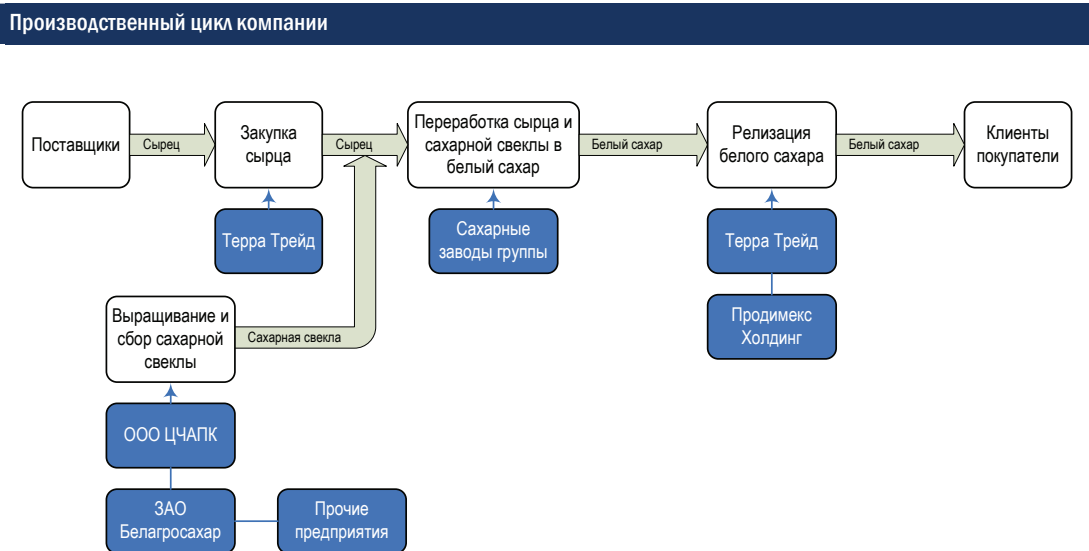 Производственный цикл компании
Поставщики
Сырец
Закупка
сырца
Сырец
Переработка сырца и
сахарной свеклы в
белый сахар
Белый сахар
Релизация
белого сахара
Белый сахар
Клиенты
покупатели
Терра Трейд
Сахарные
заводы группы
Терра Трейд
Продимекс
Холдинг
Выращивание и
сбор сахарной
свеклы
Сахарная свекла
ООО ЦЧАПК
ЗАО
Белагросахар
Прочие
предприятия